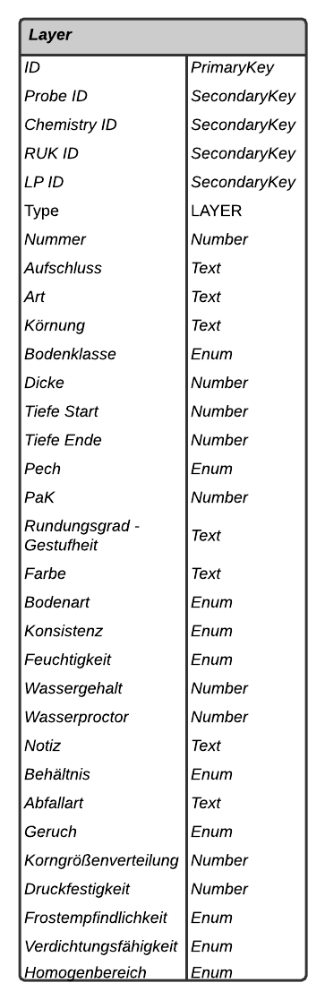 Layer
ID PrimaryKey
Probe ID SecondaryKey
Chemistry ID SecondaryKey
RUK ID SecondaryKey
LP ID SecondaryKey
Type LAYER
Nummer Number
Aufschluss Text
Art Text
Körnung Text
Bodenklasse Enum
Dicke Number
Tiefe Start Number
Tiefe Ende Number
Pech Enum
PaK Number
Rundungsgrad -
Gestufheit Text
Farbe Text
Bodenart Enum
Konsistenz Enum
Feuchtigkeit Enum
Wassergehalt Number
Wasserproctor Number
Notiz Text
Behältnis Enum
Abfallart Text
Geruch Enum
Korngrößenverteilung Number
Druckfestigkeit Number
Frostempfindlichkeit Enum
Verdichtungsfähigkeit Enum
Homogenbereich Enum